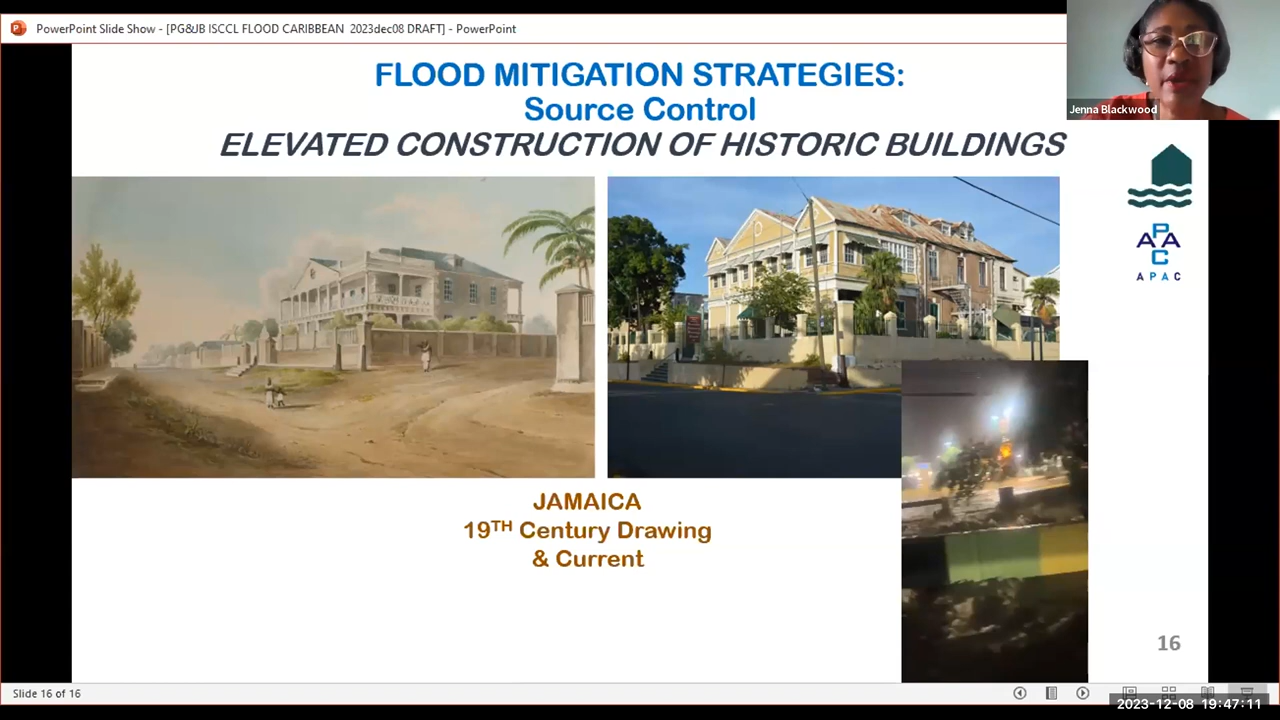 PowerPoint Slide Show - [PG&JB ISCCL FLOOD CARIBBEAN 2023dec08 DRAFT] - PowerPoint
Jenna Blackwood
FLOOD MITIGATION STRATEGIES:
Source Control
ELEVATED CONSTRUCTION OF HISTORIC BUILDINGS
P
AAA
C
APAC
JAMAICA
19TH Century Drawing
& Current
16
Slide 16 of 16
2023-12-08 19:47:11